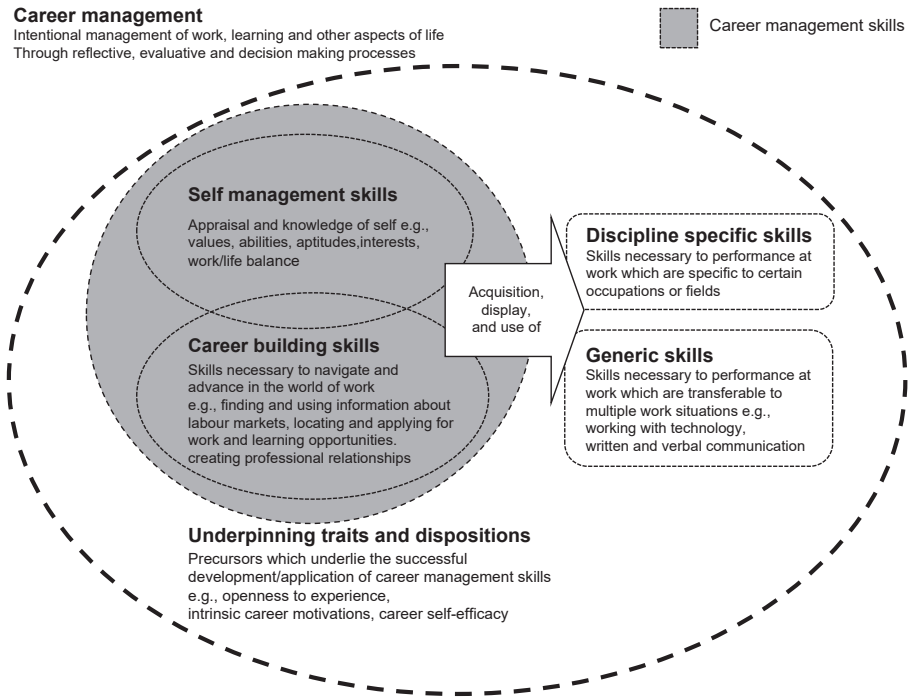 Career management
Intentional management of work, learning and other aspects of life
Through reflective, evaluative and decision making processes
Career management skills
Self management skills
Appraisal and knowledge of self e.g.,
values, abilities, aptitudes,interests,
work/life balance
Career building skills
Skills necessary to navigate and
advance in the world of work
e.g., finding and using information about
labour markets, locating and applying for
work and learning opportunities.
creating professional relationships
Acquisition,
display,
and use of
Discipline specific skills
Skills necessary to performance at
work which are specific to certain
occupations or fields
Generic skills
Skills necessary to performance at
work which are transferable to
multiple work situations e.g.,
working with technology,
written and verbal communication
Underpinning traits and dispositions
Precursors which underlie the successful
development/application of career management skills
e.g., openness to experience,
intrinsic career motivations, career self-efficacy